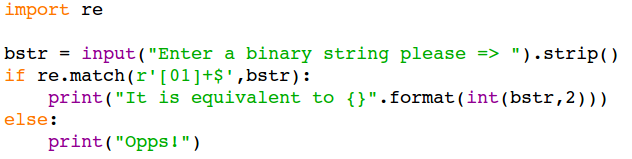 import re
bstr = input("Enter a binary string please => ").strip()
if re.match(r'[01]+$',bstr):
    print("It is equivalent to {}".format(int(bstr,2)))
else:
    print("Opps!")